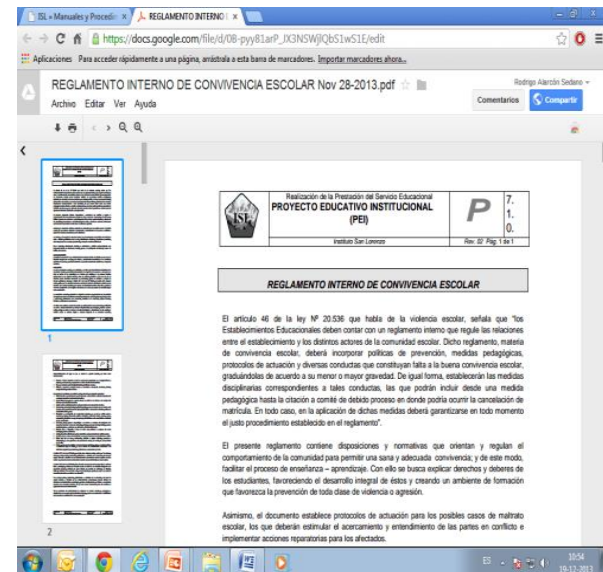 ISL » Manuales y Procedi
REGLAMENTO INTERNO
https://docs.google.com/file/d/0B-pyy81arP_JX3NSWjlQbS1wS1E/edit
Aplicaciones Para acceder rápidamente a una página, arrástrala a esta barra de marcadores. Importar marcadores ahora...
REGLAMENTO INTERNO DE CONVIVENCIA ESCOLAR Nov 28-2013.pdf
Rodrigo Alarcón Sedano
Archivo Editar Ver Ayuda
Comentarios
Compartir
ISL
Realización de la Prestación del Servicio Educacional
PROYECTO EDUCATIVO INSTITUCIONAL
(PEI)
Instituto San Lorenzo
P
7.
1.
0.
Rev. 02 Pág. 1 de 1
REGLAMENTO INTERNO DE CONVIVENCIA ESCOLAR
El artículo 46 de la ley Nº 20.536 que habla de la violencia escolar, señala que "los
Establecimientos Educacionales deben contar con un reglamento interno que regule las relaciones
entre el establecimiento y los distintos actores de la comunidad escolar. Dicho reglamento, materia
de convivencia escolar, deberá incorporar políticas de prevención, medidas pedagógicas,
protocolos de actuación y diversas conductas que constituyan falta a la buena convivencia escolar,
graduándolas de acuerdo a su menor o mayor gravedad. De igual forma, establecerán las medidas
disciplinarias correspondientes a tales conductas, las que podrán incluir desde una medida
pedagógica hasta la citación a comité de debido proceso en donde podría ocurrir la cancelación de
matrícula. En todo caso, en la aplicación de dichas medidas deberá garantizarse en todo momento
el justo procedimiento establecido en el reglamento".
El presente reglamento contiene disposiciones y normativas que orientan y regulan el
comportamiento de la comunidad para permitir una sana y adecuada convivencia; y de este modo,
facilitar el proceso de enseñanza – aprendizaje. Con ello se busca explicar derechos y deberes de
los estudiantes, favoreciendo el desarrollo integral de éstos y creando un ambiente de formación
que favorezca la prevención de toda clase de violencia o agresión.
Asimismo, el documento establece protocolos de actuación para los posibles casos de maltrato
escolar, los que deberán estimular el acercamiento y entendimiento de las partes en conflicto e
implementar acciones reparatorias para los afectados.
1
2
ES
10:54
19-12-2013